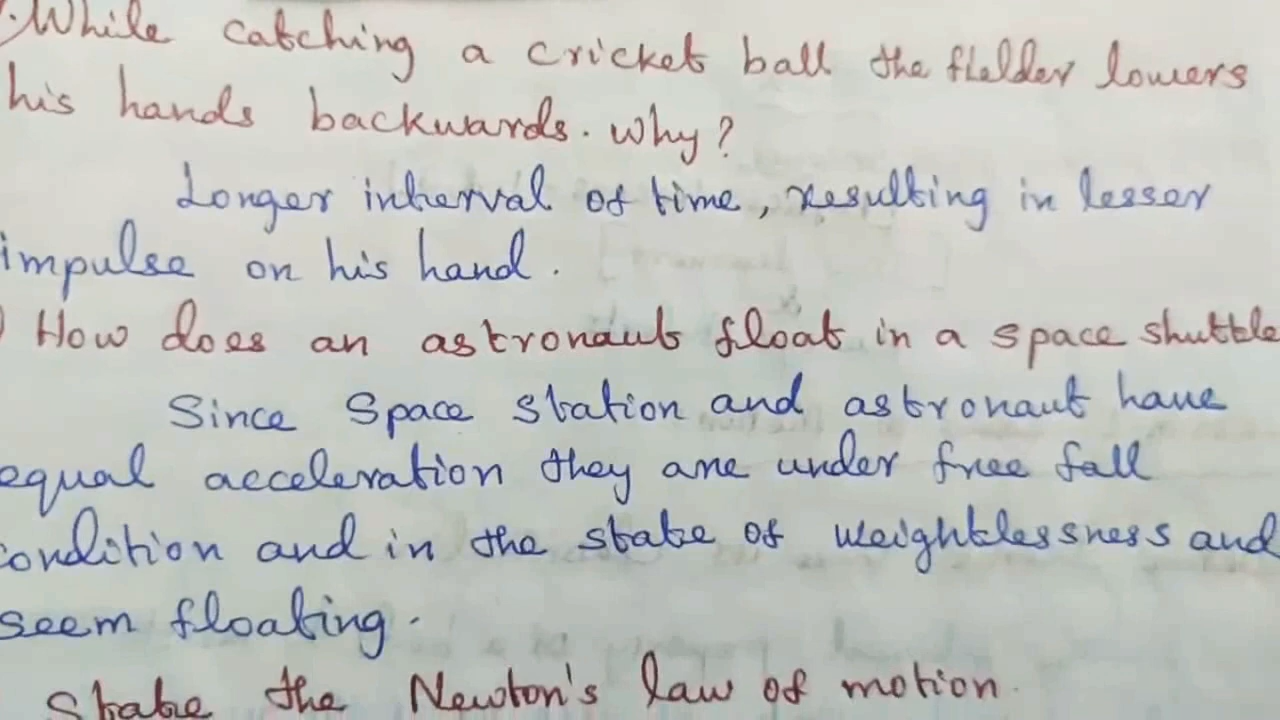 While catching a cricket ball the fielder lowers
his hands backwards. Why?
Longer interval of time, resulting in lesser
impulse on his hand.
How does an astronaut float in a space shuttle
Since Space station and astronaut have
equal acceleration they are under free fall
condition and in the state of weightlessness and
seem floating.
State the Newton's law of motion.